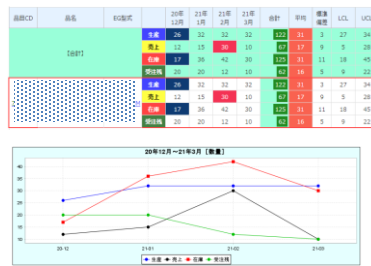 品目CD 品名 EG型式 20年12月 21年1月 21年2月 21年3月 合計 平均 標準偏差 LCL UCL
【合計】
生産 26 32 32 32 122 31 3 27 34
売上 12 15 30 10 67 17 9 5 28
在庫 17 36 42 30 125 31 11 18 45
受注残 20 20 12 10 62 16 5 9 22
生産 26 32 32 32 122 31 3 27 34
売上 12 15 30 10 67 17 9 5 28
在庫 17 36 42 30 125 31 11 18 45
受注残 20 20 12 10 62 16 5 9 22
20年12月～21年3月 [数量]
40
35
30
25
20
15
10
20-12 21-01 21-02 21-03
生産 売上 在庫 受注残